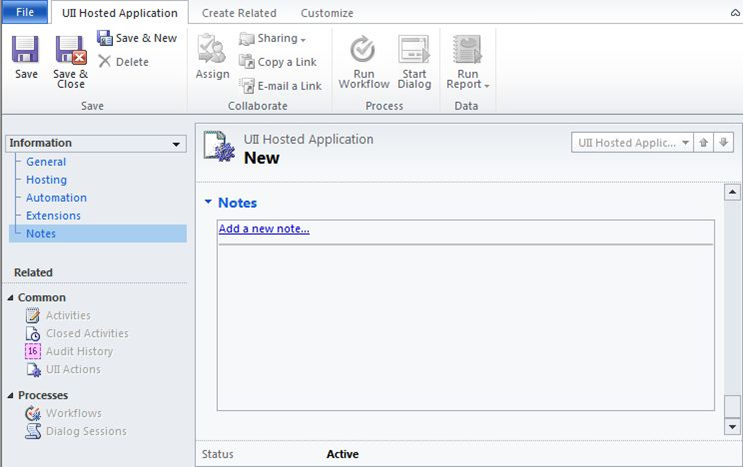 File UII Hosted Application Create Related Customize
Save
Save & Close
Save & New
Delete
Save
Assign
Sharing
Copy a Link
E-mail a Link
Collaborate
Run Workflow
Start Dialog
Process
Run Report
Data
Information
General
Hosting
Automation
Extensions
Notes
Related
Common
Activities
Closed Activities
16 Audit History
UII Actions
Processes
Workflows
Dialog Sessions
UII Hosted Application
New
UII Hosted Applic...
Notes
Add a new note...
Status Active